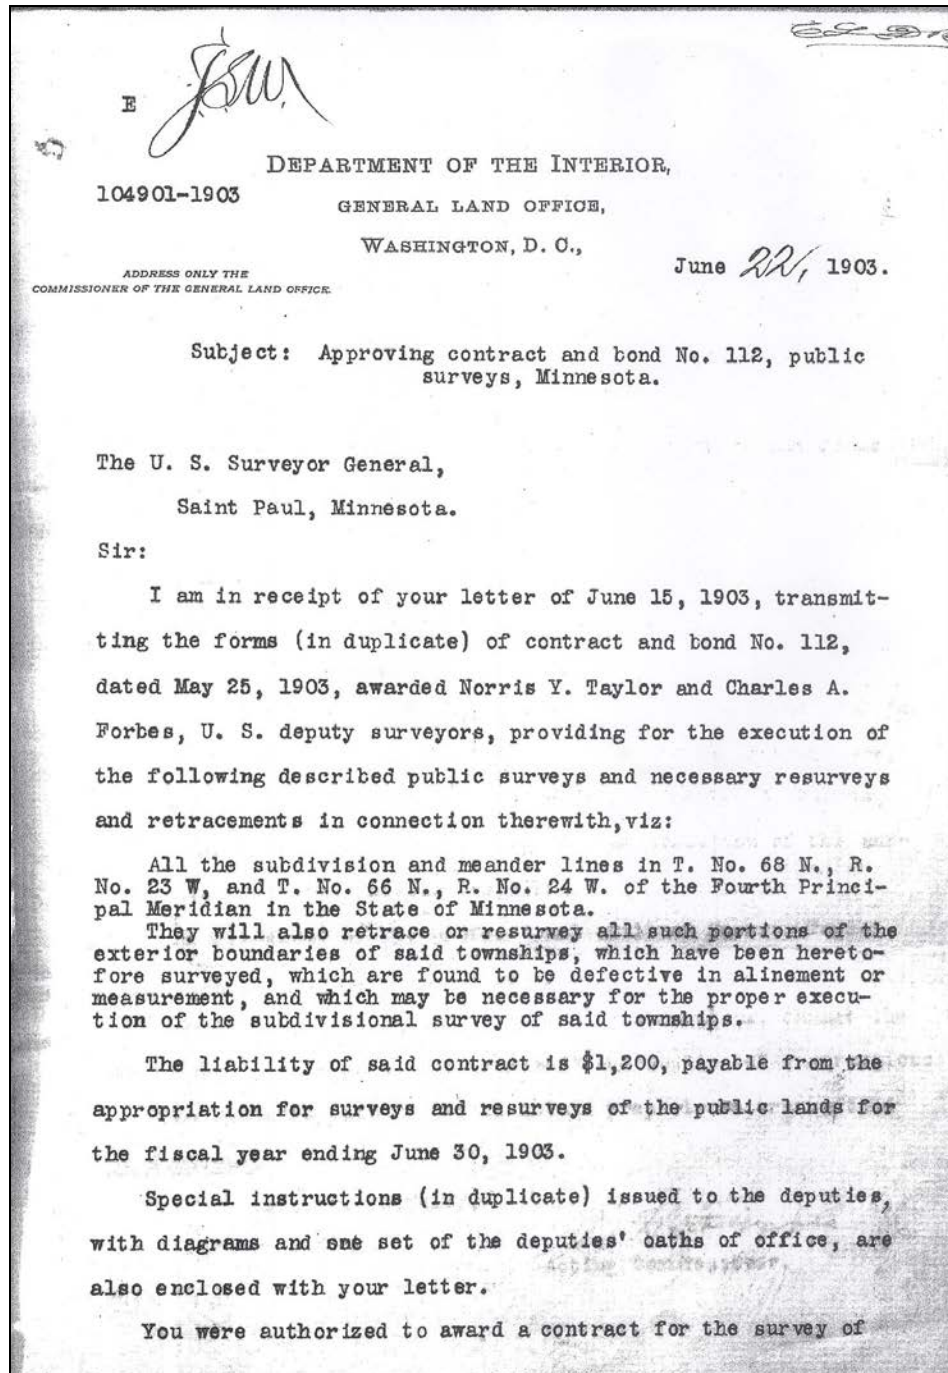 E J.S.W.
DEPARTMENT OF THE INTERIOR,
104901-1903
GENERAL LAND OFFICE,
WASHINGTON, D. C.,
June 22, 1903.
ADDRESS ONLY THE
COMMISSIONER OF THE GENERAL LAND OFFICE.
Subject: Approving contract and bond No. 112, public
surveys, Minnesota.
The U. S. Surveyor General,
Saint Paul, Minnesota.
Sir:
I am in receipt of your letter of June 15, 1903, transmit-
ting the forms (in duplicate) of contract and bond No. 112,
dated May 25, 1903, awarded Norris Y. Taylor and Charles A.
Forbes, U. S. deputy surveyors, providing for the execution of
the following described public surveys and necessary resurveys
and retracements in connection therewith,viz:
All the subdivision and meander lines in T. No. 68 N., R.
No. 23 W, and T. No. 66 N., R. No. 24 W. of the Fourth Princi-
pal Meridian in the State of Minnesota.
They will also retrace or resurvey all such portions of the
exterior boundaries of said townships, which have been hereto-
fore surveyed, which are found to be defective in alinement or
measurement, and which may be necessary for the proper execu-
tion of the subdivisional survey of said townships.
The liability of said contract is $1,200, payable from the
appropriation for surveys and resurveys of the public lands for
the fiscal year ending June 30, 1903.
Special instructions (in duplicate) issued to the deputies,
with diagrams and one set of the deputies' oaths of office, are
also enclosed with your letter.
You were authorized to award a contract for the survey of